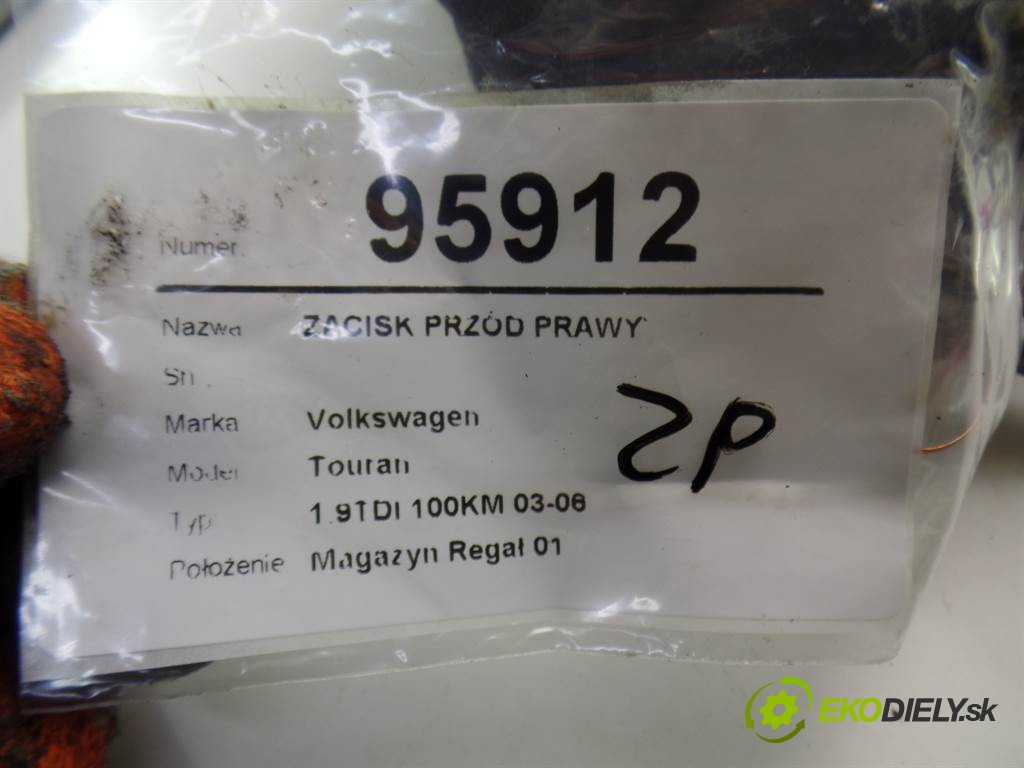 Numer. 95912
Nazwa ZACISK PRZÓD PRAWY
Sn .
Marka Volkswagen
Model Touran
Typ 1.9TDI 100KM 03-06
Położenie Magazyn Regał 01
ZP
EKODIELY.sk